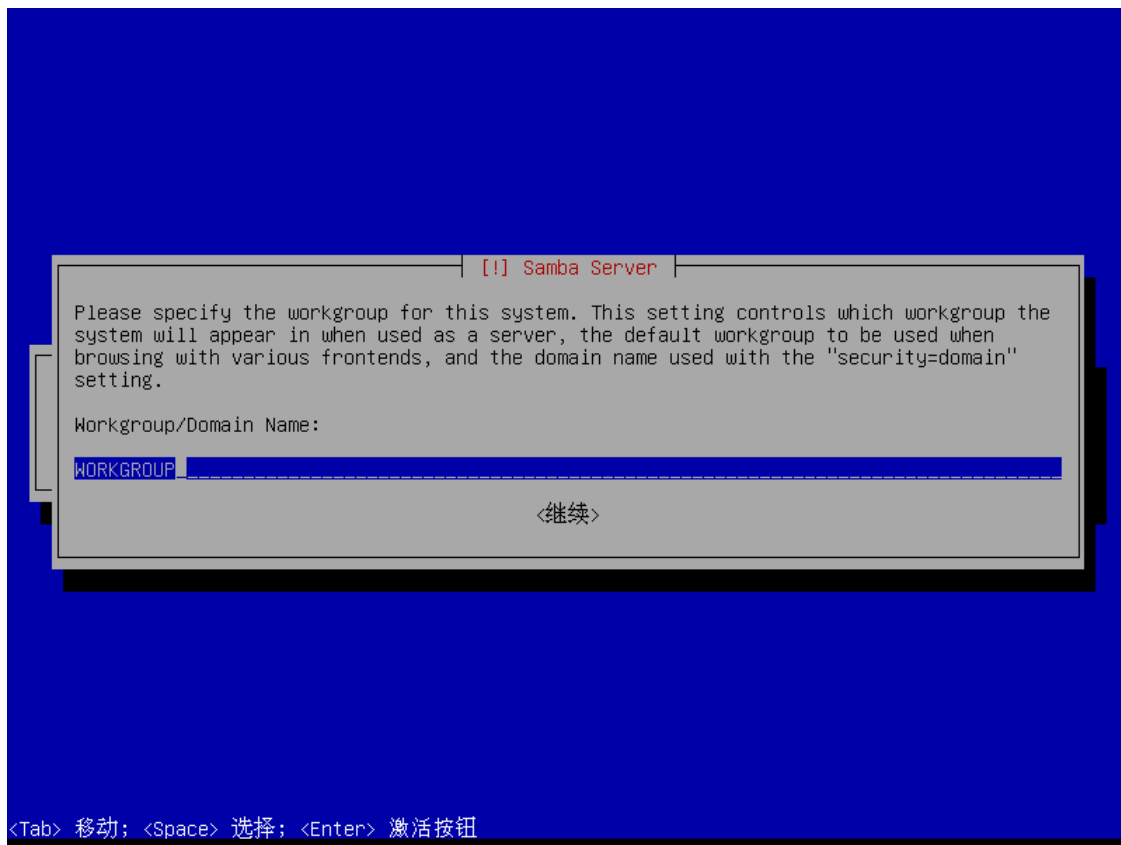 [!] Samba Server
Please specify the workgroup for this system. This setting controls which workgroup the
system will appear in when used as a server, the default workgroup to be used when
browsing with various frontends, and the domain name used with the "security=domain"
setting.
Workgroup/Domain Name:
WORKGROUP
<继续>
<Tab> 移动; <Space> 选择; <Enter> 激活按钮